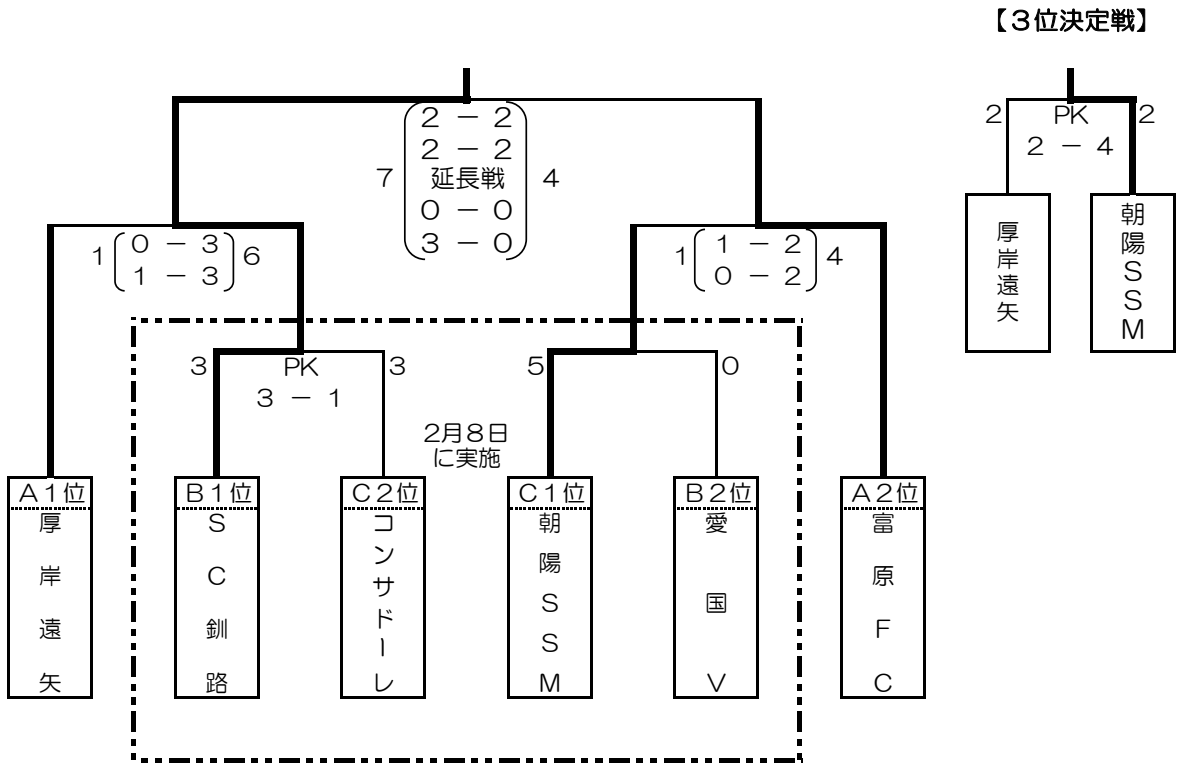 【３位決定戦】
2 PK 2
2 － 4
厚岸遠矢
朝陽ＳＳＭ
２ － ２
２ － ２
7 延長戦 4
０ － ０
３ － ０
1 ０ － ３ 6
１ － ３
1 １ － ２ 4
０ － ２
3 PK 3
3 － 1
5 0
2月8日
に実施
Ａ１位
厚岸遠矢
Ｂ１位
ＳＣ釧路
Ｃ２位
コンサドーレ
Ｃ１位
朝陽ＳＳＭ
Ｂ２位
愛国Ｖ
Ａ２位
富原ＦＣ